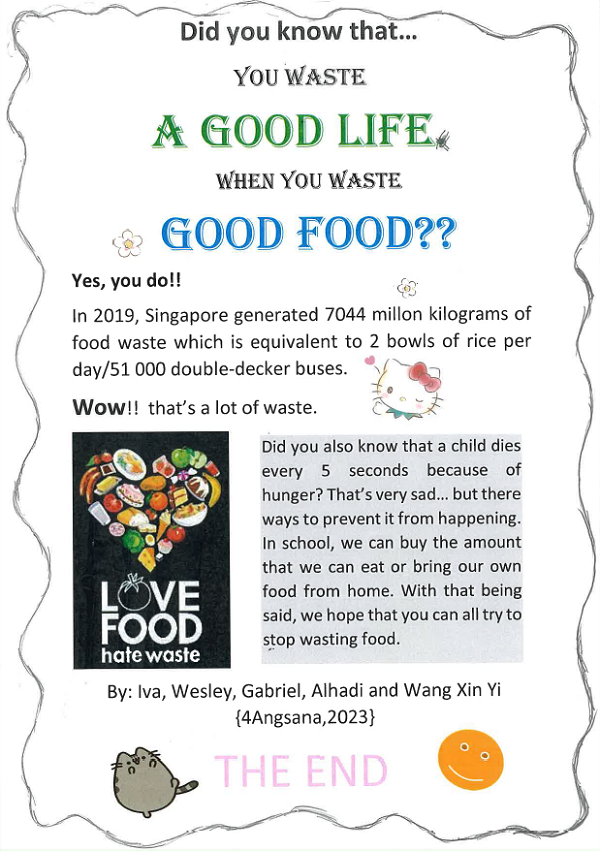 Did you know that...
YOU WASTE
A GOOD LIFE
WHEN YOU WASTE
GOOD FOOD??
Yes, you do!!
In 2019, Singapore generated 7044 millon kilograms of
food waste which is equivalent to 2 bowls of rice per
day/51 000 double-decker buses.
Wow!! that's a lot of waste.
LOVE
FOOD
hate waste
Did you also know that a child dies
every 5 seconds because of
hunger? That's very sad... but there
ways to prevent it from happening.
In school, we can buy the amount
that we can eat or bring our own
food from home. With that being
said, we hope that you can all try to
stop wasting food.
By: Iva, Wesley, Gabriel, Alhadi and Wang Xin Yi
{4Angsana,2023}
THE END